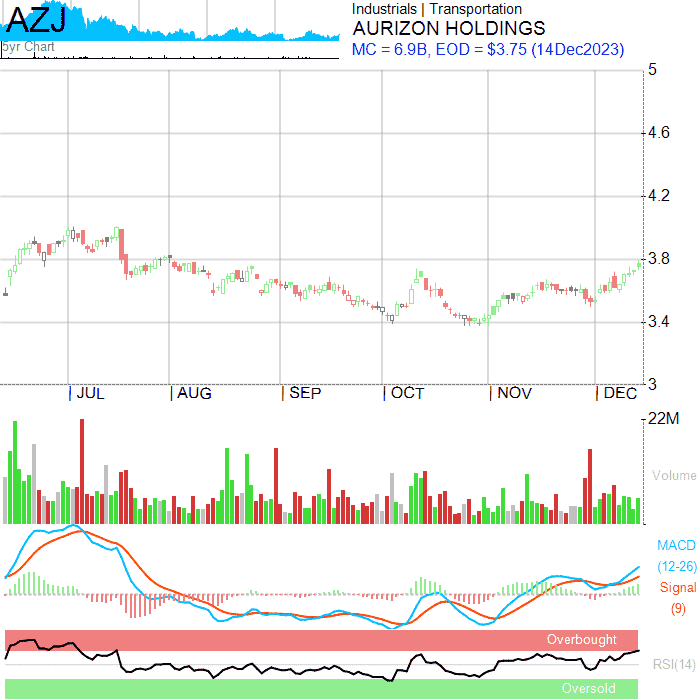 AZJ
5yr Chart
Industrials | Transportation
AURIZON HOLDINGS
MC = 6.9B, EOD = $3.75 (14Dec2023)
5
4.6
4.2
3.8
3.4
3
JUL AUG SEP OCT NOV DEC
22M
Volume
MACD
(12-26)
Signal
(9)
Overbought
RSI(14)
Oversold